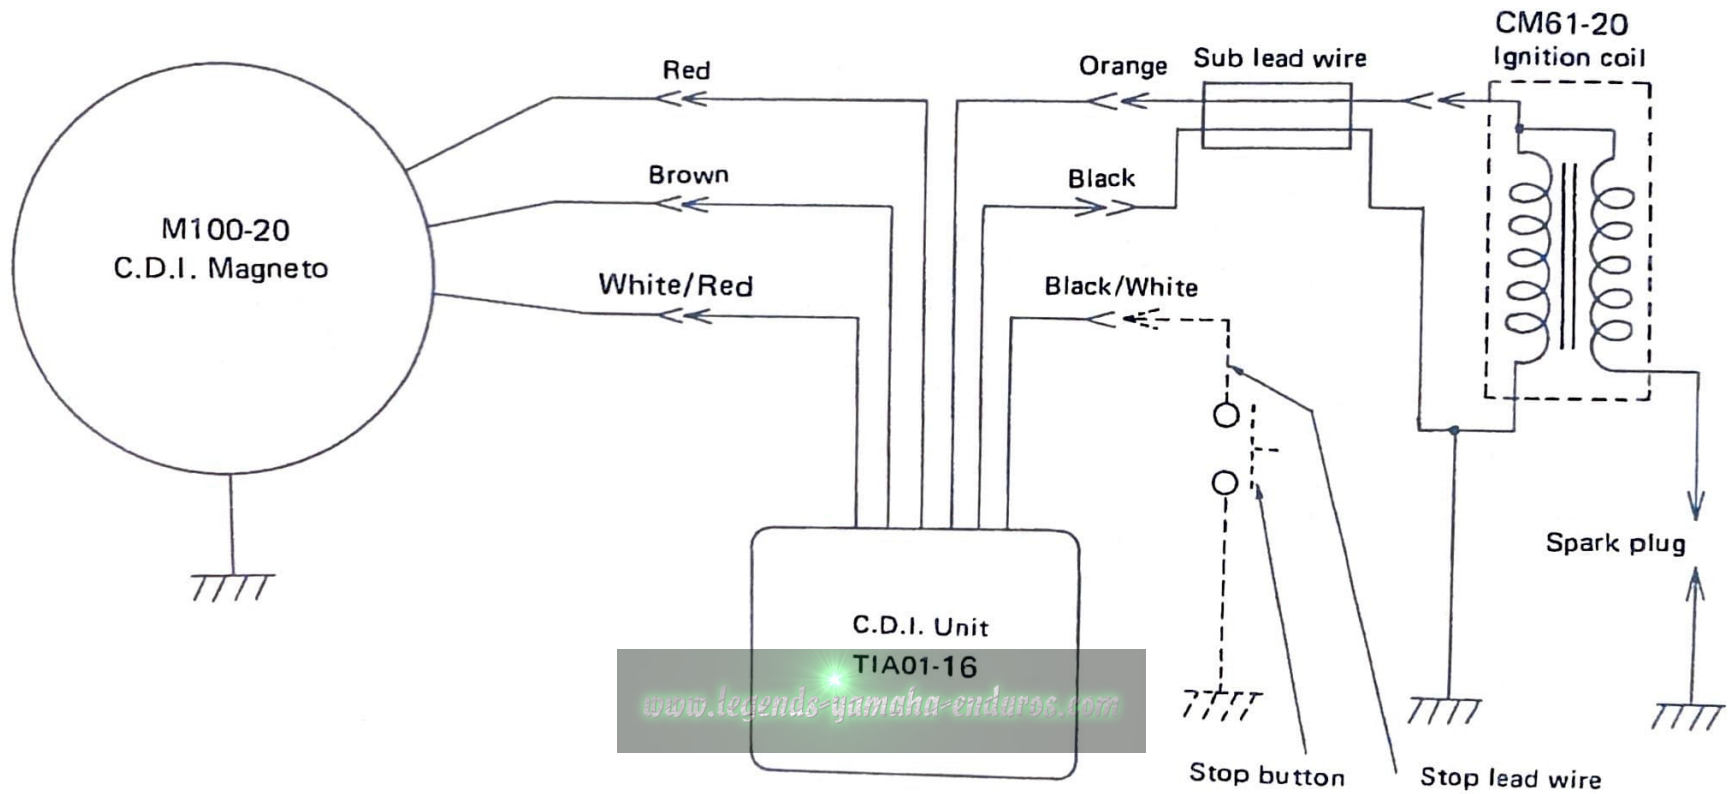 CM61-20
Ignition coil
Sub lead wire
Orange
Red
Black
Brown
M100-20
C.D.I. Magneto
White/Red
Black/White
Spark plug
C.D.I. Unit
TIA01-16
www.legends-yamaha-enduros.com
Stop button
Stop lead wire